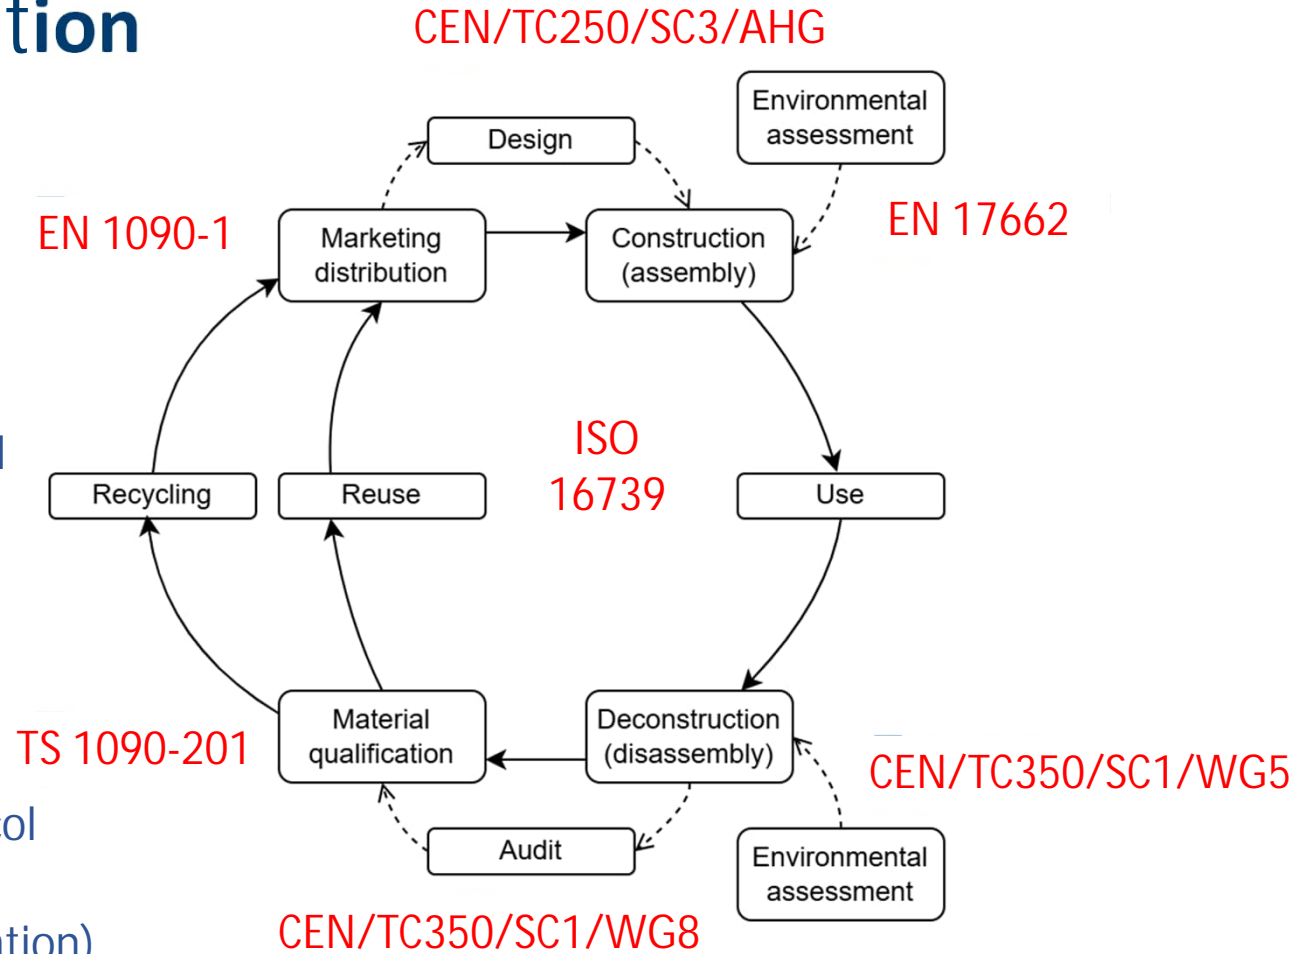 tion
CEN/TC250/SC3/AHG
Environmental
assessment
Design
EN 1090-1
Marketing
distribution
Construction
(assembly)
EN 17662
ISO
16739
Recycling
Reuse
Use
TS 1090-201
Material
qualification
Deconstruction
(disassembly)
CEN/TC350/SC1/WG5
col
Audit
Environmental
assessment
ation)
CEN/TC350/SC1/WG8